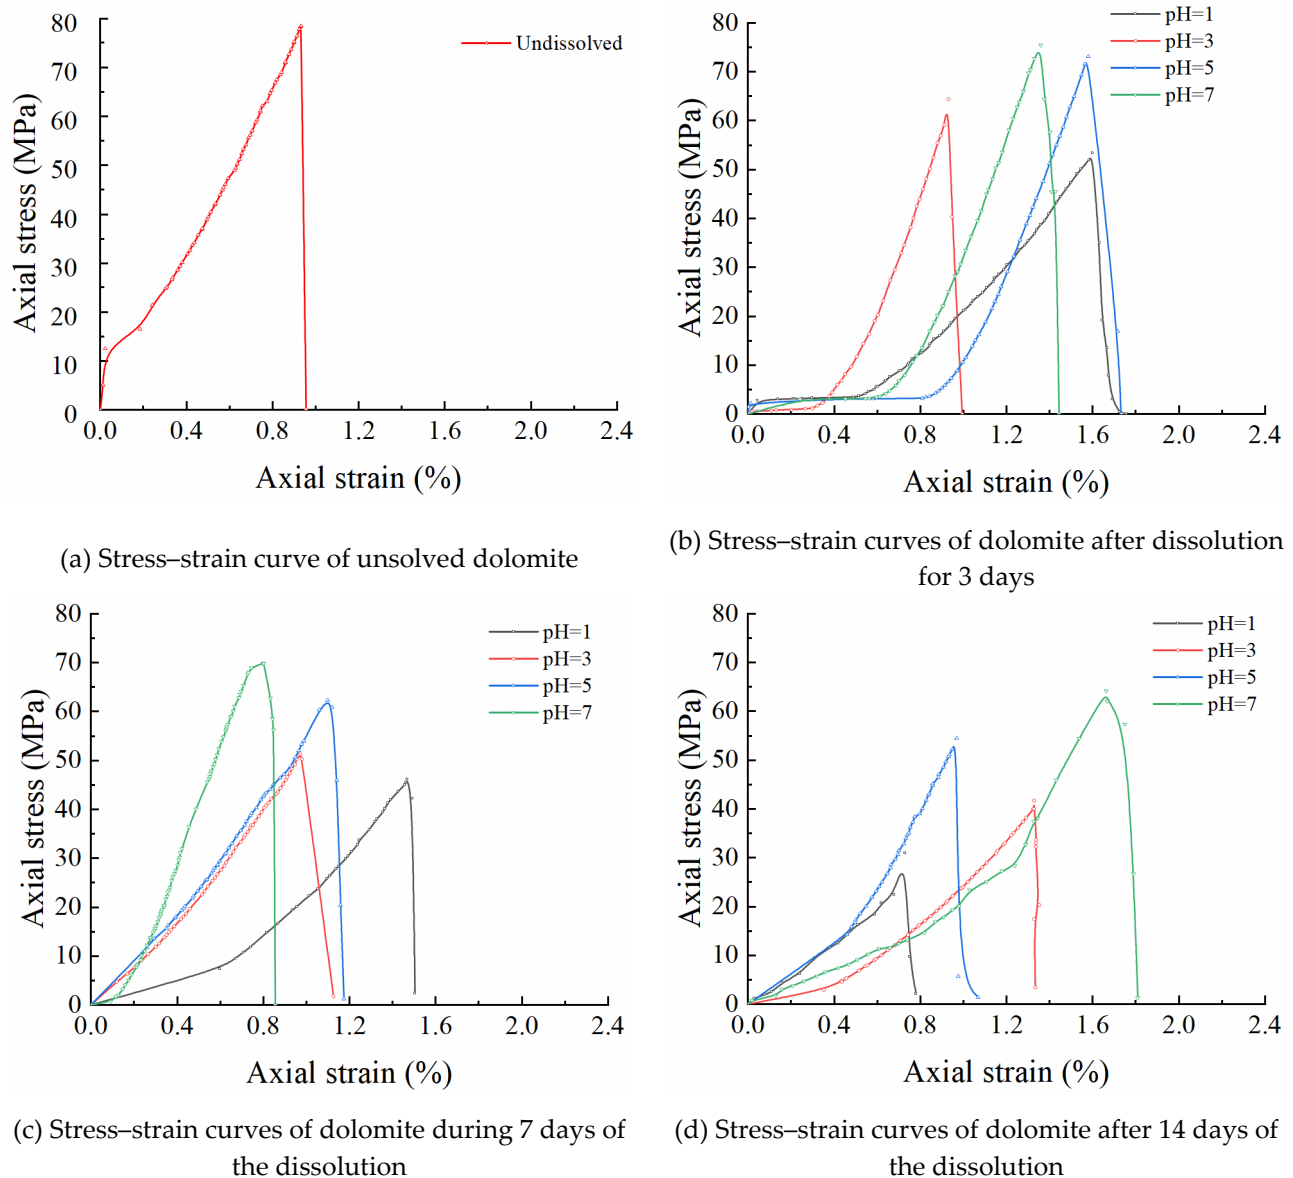 80
70
60
50
40
30
20
10
0
Axial stress (MPa)
Undissolved
0.0 0.4 0.8 1.2 1.6 2.0 2.4
Axial strain (%)
(a) Stress–strain curve of unsolved dolomite
80
70
60
50
40
30
20
10
0
Axial stress (MPa)
pH=1
pH=3
pH=5
pH=7
0.0 0.4 0.8 1.2 1.6 2.0 2.4
Axial strain (%)
(b) Stress–strain curves of dolomite after dissolution
for 3 days
80
70
60
50
40
30
20
10
0
Axial stress (MPa)
pH=1
pH=3
pH=5
pH=7
0.0 0.4 0.8 1.2 1.6 2.0 2.4
Axial strain (%)
(c) Stress–strain curves of dolomite during 7 days of
the dissolution
80
70
60
50
40
30
20
10
0
Axial stress (MPa)
pH=1
pH=3
pH=5
pH=7
0.0 0.4 0.8 1.2 1.6 2.0 2.4
Axial strain (%)
(d) Stress–strain curves of dolomite after 14 days of
the dissolution